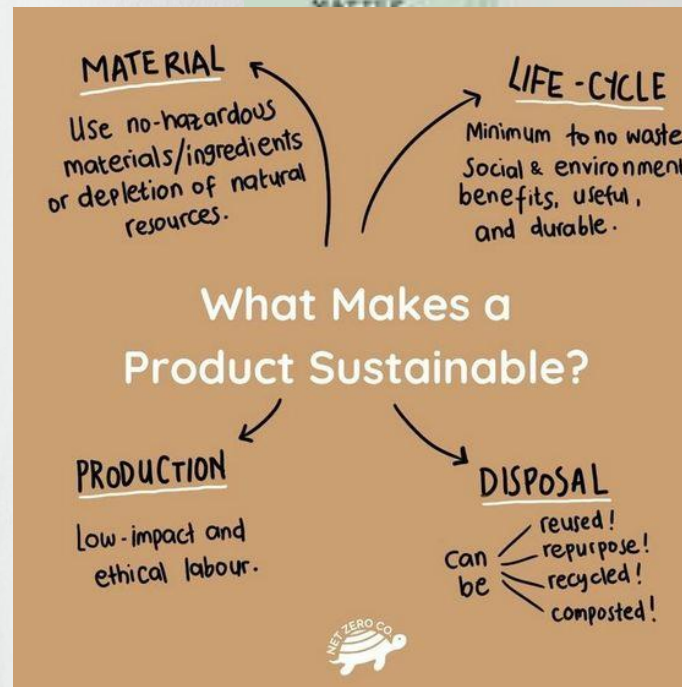 MATERIAL
Use no-hazardous
materials/ingredients
or depletion of natural
resources.
LIFE-CYCLE
Minimum to no waste
Social & environment
benefits, useful,
and durable.
What Makes a
Product Sustainable?
PRODUCTION
Low-impact and
ethical labour.
DISPOSAL
can
be
reused!
repurpose!
recycled!
composted!
NET ZERO CO.